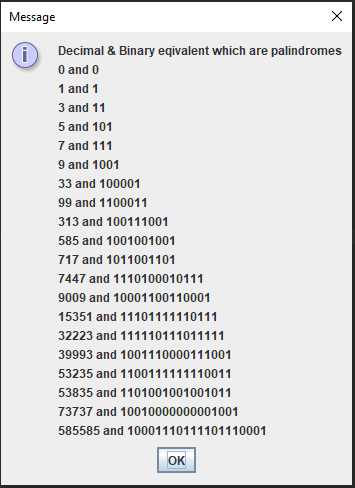 Message
Decimal & Binary eqivalent which are palindromes
0 and 0
1 and 1
3 and 11
5 and 101
7 and 111
9 and 1001
33 and 100001
99 and 1100011
313 and 100111001
585 and 1001001001
717 and 1011001101
7447 and 1110100010111
9009 and 10001100110001
15351 and 11101111110111
32223 and 111110111011111
39993 and 1001110000111001
53235 and 1100111111110011
53835 and 1101001001001011
73737 and 10010000000001001
585585 and 10001110111101110001
OK